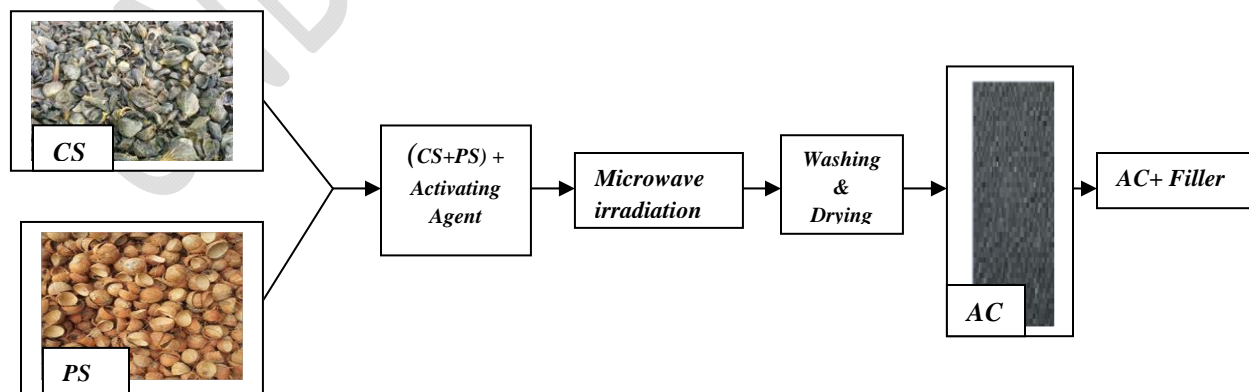 CS
PS
(CS+PS) +
Activating
Agent
Microwave
irradiation
Washing
&
Drying
AC
AC+ Filler